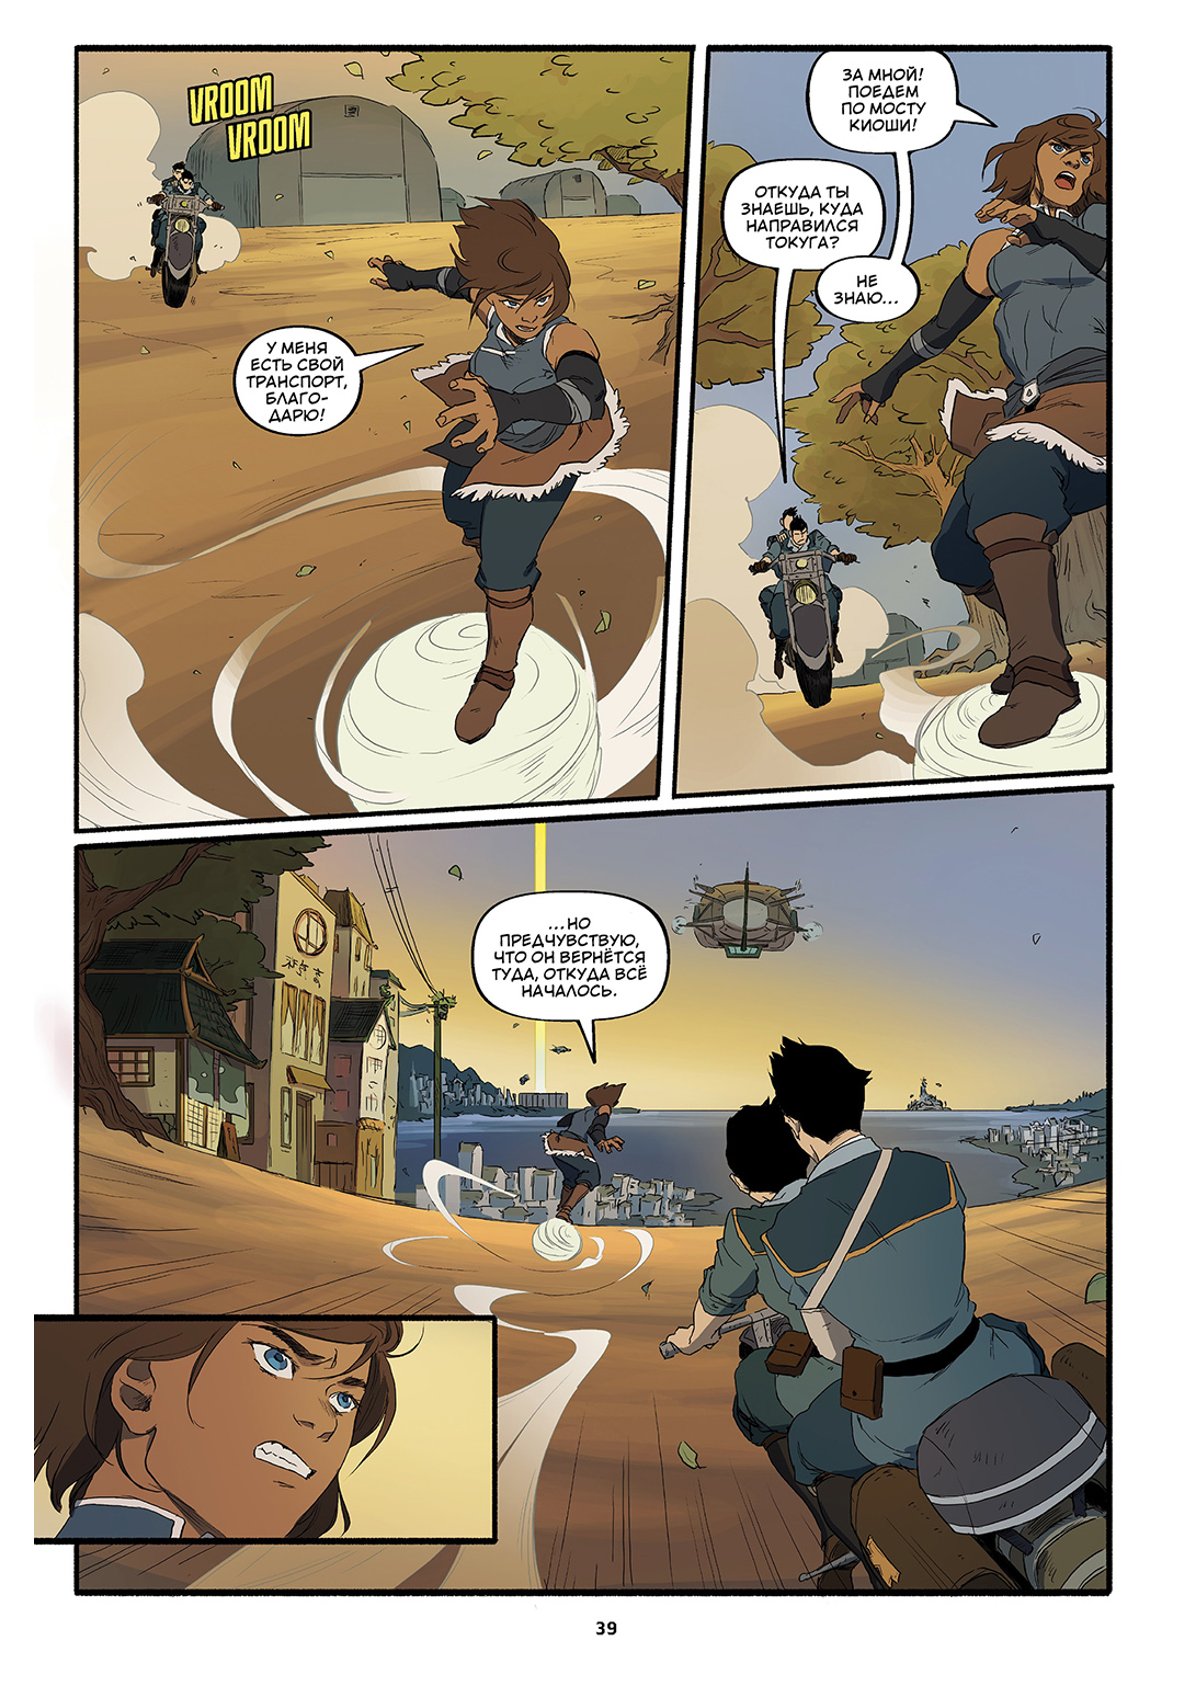 VROOM
VROOM
У МЕНЯ
ЕСТЬ СВОЙ
ТРАНСПОРТ,
БЛАГО-
ДАРЮ!
ЗА МНОЙ!
ПОЕДЕМ
ПО МОСТУ
КИОШИ!
ОТКУДА ТЫ
ЗНАЕШЬ, КУДА
НАПРАВИЛСЯ
ТОКУГА?
НЕ
ЗНАЮ...
...НО
ПРЕДЧУВСТВУЮ,
ЧТО ОН ВЕРНЁТСЯ
ТУДА, ОТКУДА ВСЁ
НАЧАЛОСЬ.
39